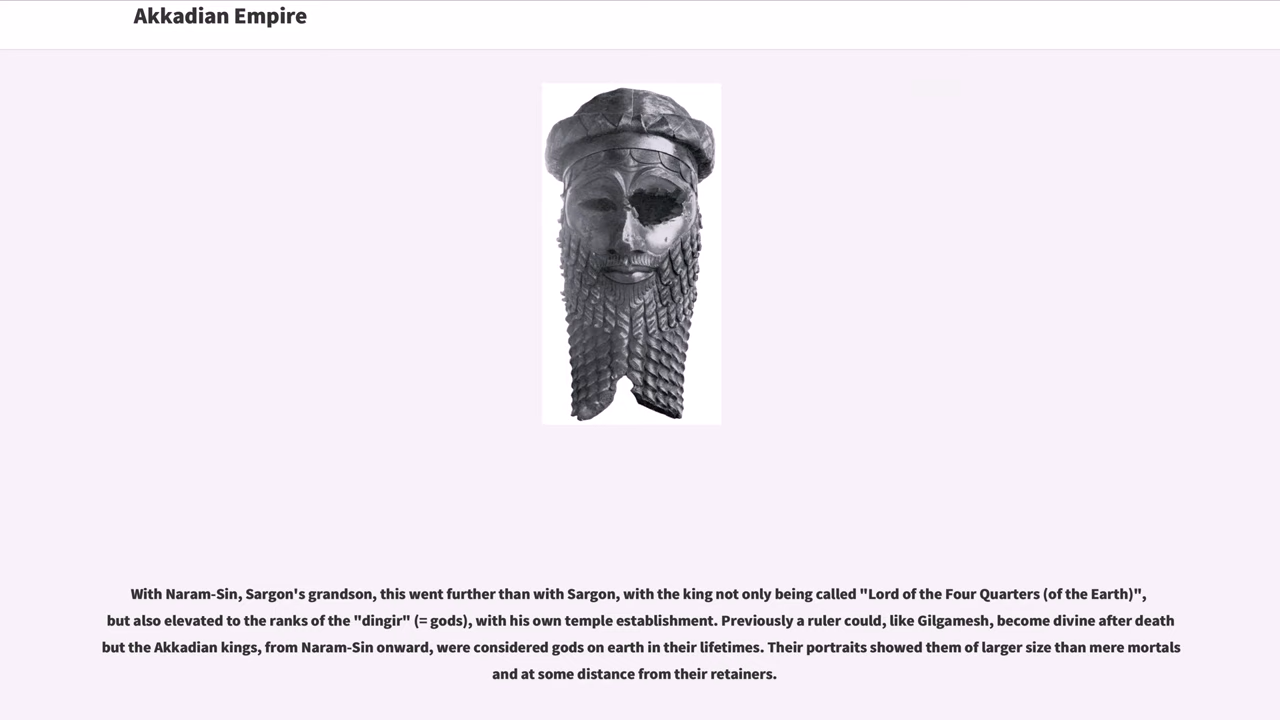 Akkadian Empire
With Naram-Sin, Sargon's grandson, this went further than with Sargon, with the king not only being called "Lord of the Four Quarters (of the Earth)",
but also elevated to the ranks of the "dingir" (= gods), with his own temple establishment. Previously a ruler could, like Gilgamesh, become divine after death
but the Akkadian kings, from Naram-Sin onward, were considered gods on earth in their lifetimes. Their portraits showed them of larger size than mere mortals
and at some distance from their retainers.